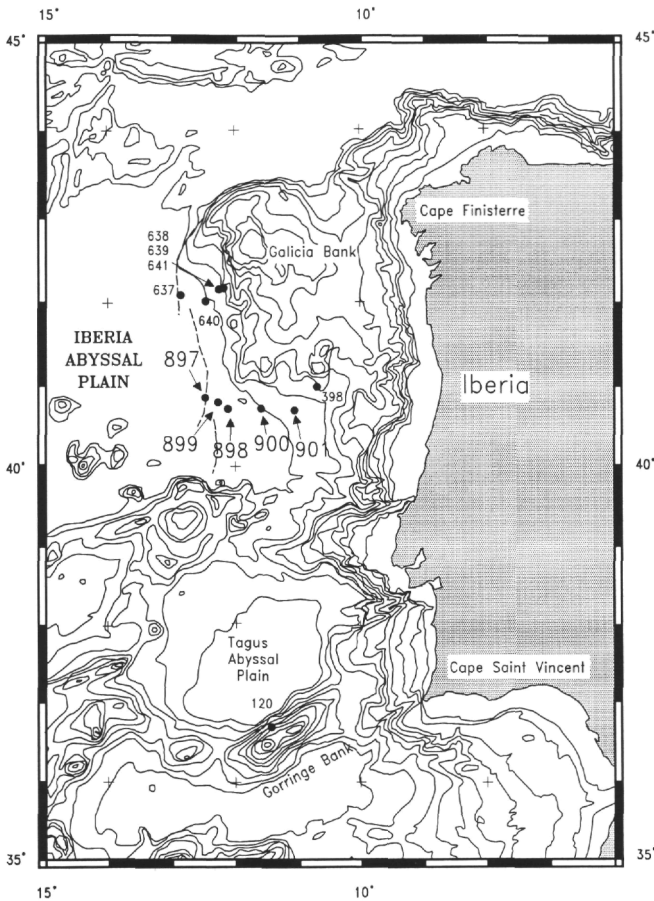 15°
10°
45°
45°
Cape Finisterre
638
639
641
Galicia Bank
637
640
IBERIA
ABYSSAL
PLAIN
897
Iberia
398
899
898
900
901
40°
40°
Tagus
Abyssal
Plain
Cape Saint Vincent
120
Gorringe Bank
35°
35°
15°
10°